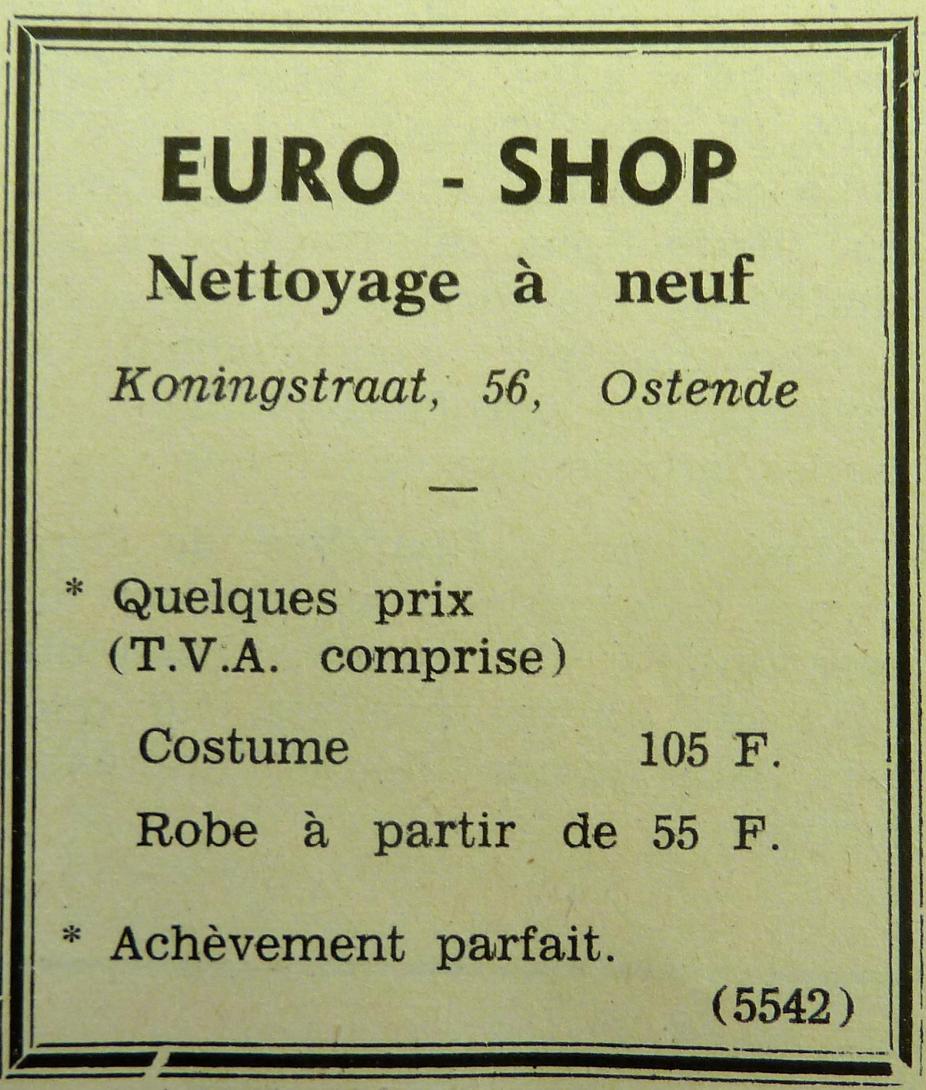 EURO - SHOP
Nettoyage à neuf
Koningstraat, 56, Ostende
—
* Quelques prix
(T.V.A. comprise)
Costume 105 F.
Robe à partir de 55 F.
* Achèvement parfait.
(5542)